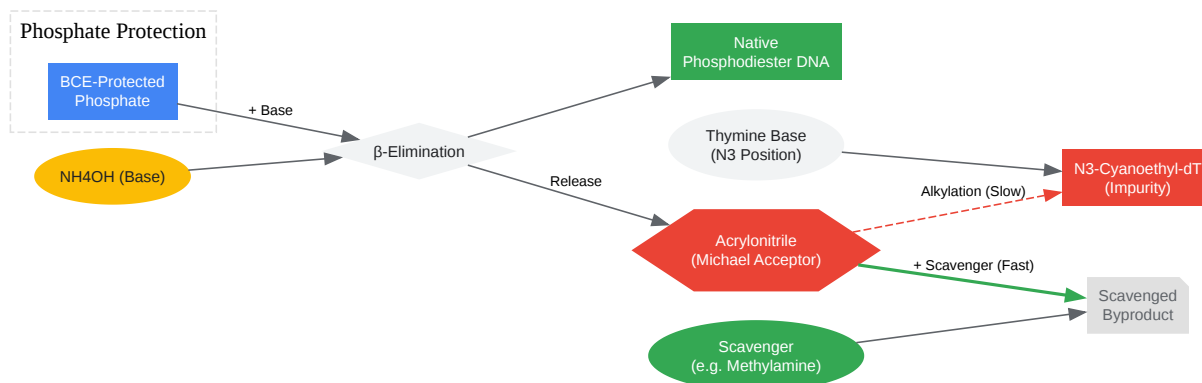 Phosphate Protection
BCE-Protected
Phosphate
+ Base
NH4OH (Base)
β-Elimination
Release
Native
Phosphodiester DNA
Thymine Base
(N3 Position)
N3-Cyanoethyl-dT
(Impurity)
Alkylation (Slow)
Acrylonitrile
(Michael Acceptor)
+ Scavenger (Fast)
Scavenged
Byproduct
Scavenger
(e.g. Methylamine)